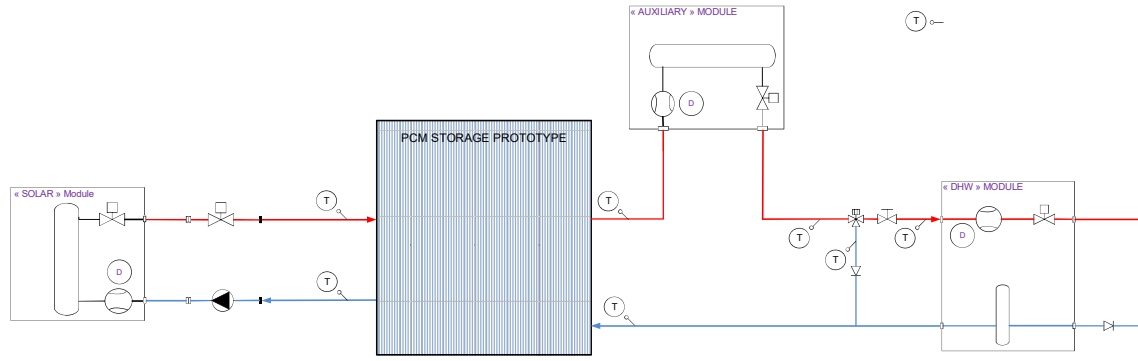 « AUXILIARY » MODULE
T
D
PCM STORAGE PROTOTYPE
« SOLAR » Module
« DHW » MODULE
T
T
T
T
D
T
D
T
T